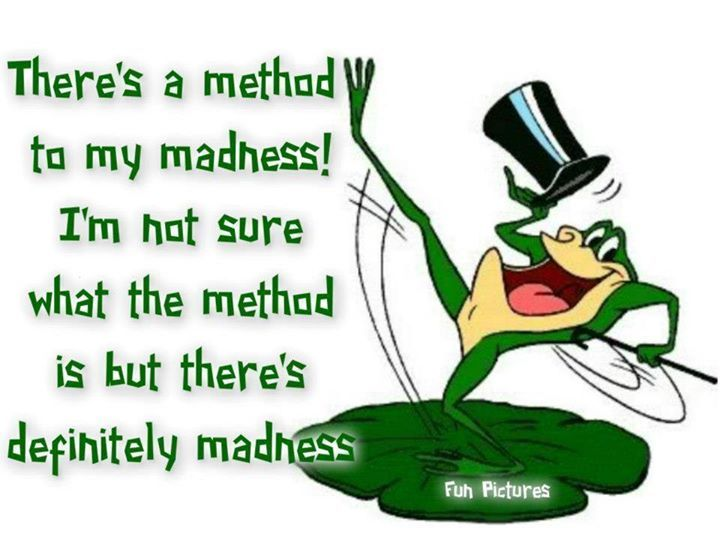 There's a method
to my madness!
I'm not sure
what the method
is but there's
definitely madness
Fun Pictures